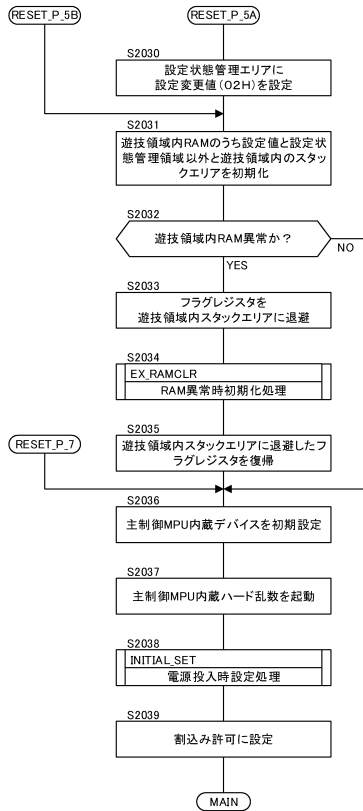 RESET_P_5B
RESET_P_5A
S2030
設定状態管理エリアに
設定変更値(02H)を設定
S2031
遊技領域内RAMのうち設定値と設定状
態管理領域以外と遊技領域内のスタッ
クエリアを初期化
S2032
遊技領域内RAM異常か？
NO
YES
S2033
フラグレジスタを
遊技領域内スタックエリアに退避
S2034
EX_RAMCLR
RAM異常時初期化処理
S2035
RESET_P_7
遊技領域内スタックエリアに退避したフ
ラグレジスタを復帰
S2036
主制御MPU内蔵デバイスを初期設定
S2037
主制御MPU内蔵ハード乱数を起動
S2038
INITIAL_SET
電源投入時設定処理
S2039
割込み許可に設定
MAIN